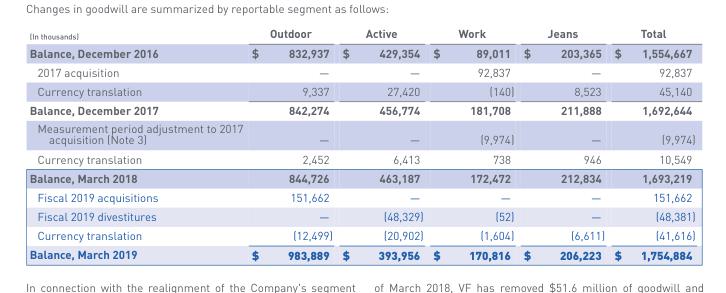 Changes in goodwill are summarized by reportable segment as follows:
(In thousands) Outdoor Active Work Jeans Total
Balance, December 2016 $ 832,937 $ 429,354 $ 89,011 $ 203,365 $ 1,554,667
2017 acquisition — — 92,837 — 92,837
Currency translation 9,337 27,420 (140) 8,523 45,140
Balance, December 2017 842,274 456,774 181,708 211,888 1,692,644
Measurement period adjustment to 2017
acquisition (Note 3) — — (9,974) — (9,974)
Currency translation 2,452 6,413 738 946 10,549
Balance, March 2018 844,726 463,187 172,472 212,834 1,693,219
Fiscal 2019 acquisitions 151,662 — — — 151,662
Fiscal 2019 divestitures — (48,329) (52) — (48,381)
Currency translation (12,499) (20,902) (1,604) (6,611) (41,616)
Balance, March 2019 $ 983,889 $ 393,956 $ 170,816 $ 206,223 $ 1,754,884
In connection with the realignment of the Company's segment of March 2018, VF has removed $51.6 million of goodwill and